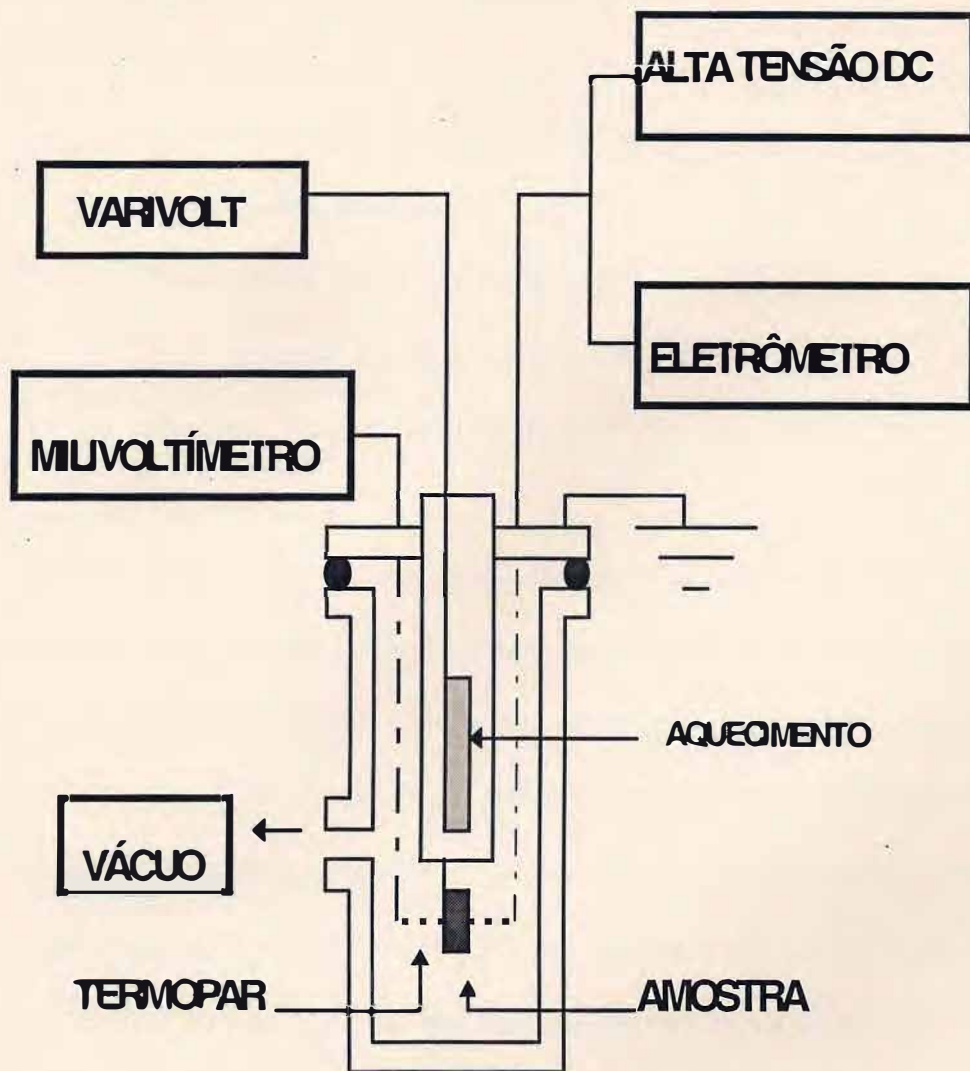 ALTA TENSÃO DC
VARIVOLT
ELETRÔMETRO
MILIVOLTÍMETRO
AQUECIMENTO
VÁCUO
TERMOPAR
AMOSTRA